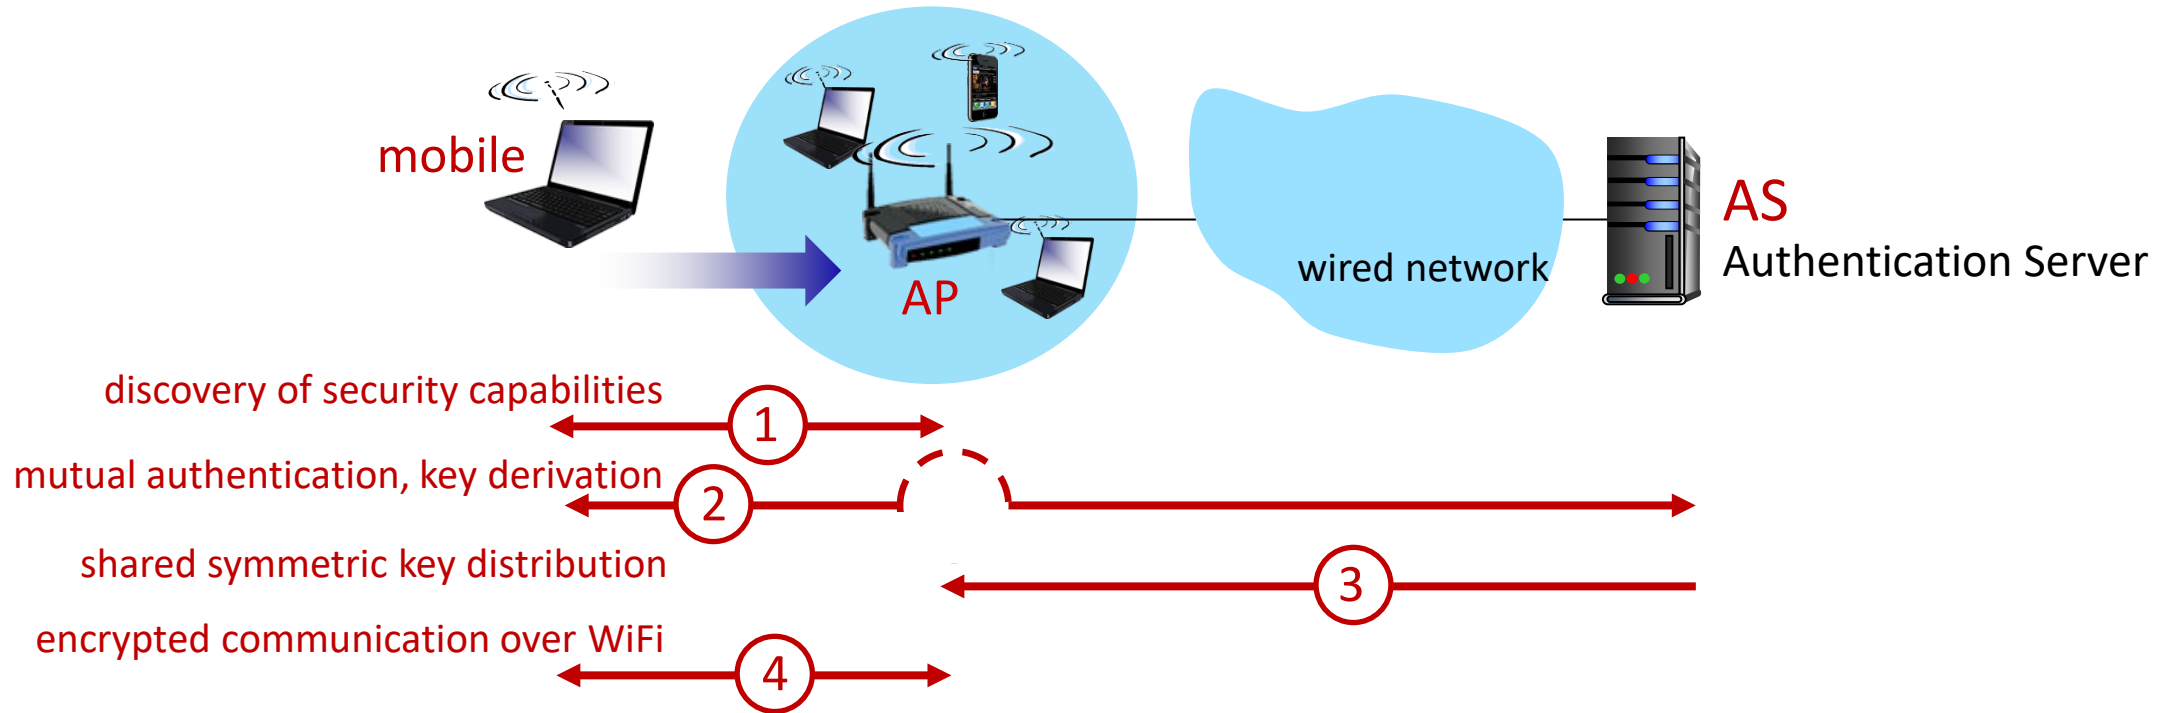 mobile
AP
wired network
AS
Authentication Server
discovery of security capabilities
1
mutual authentication, key derivation
2
shared symmetric key distribution
3
encrypted communication over WiFi
4